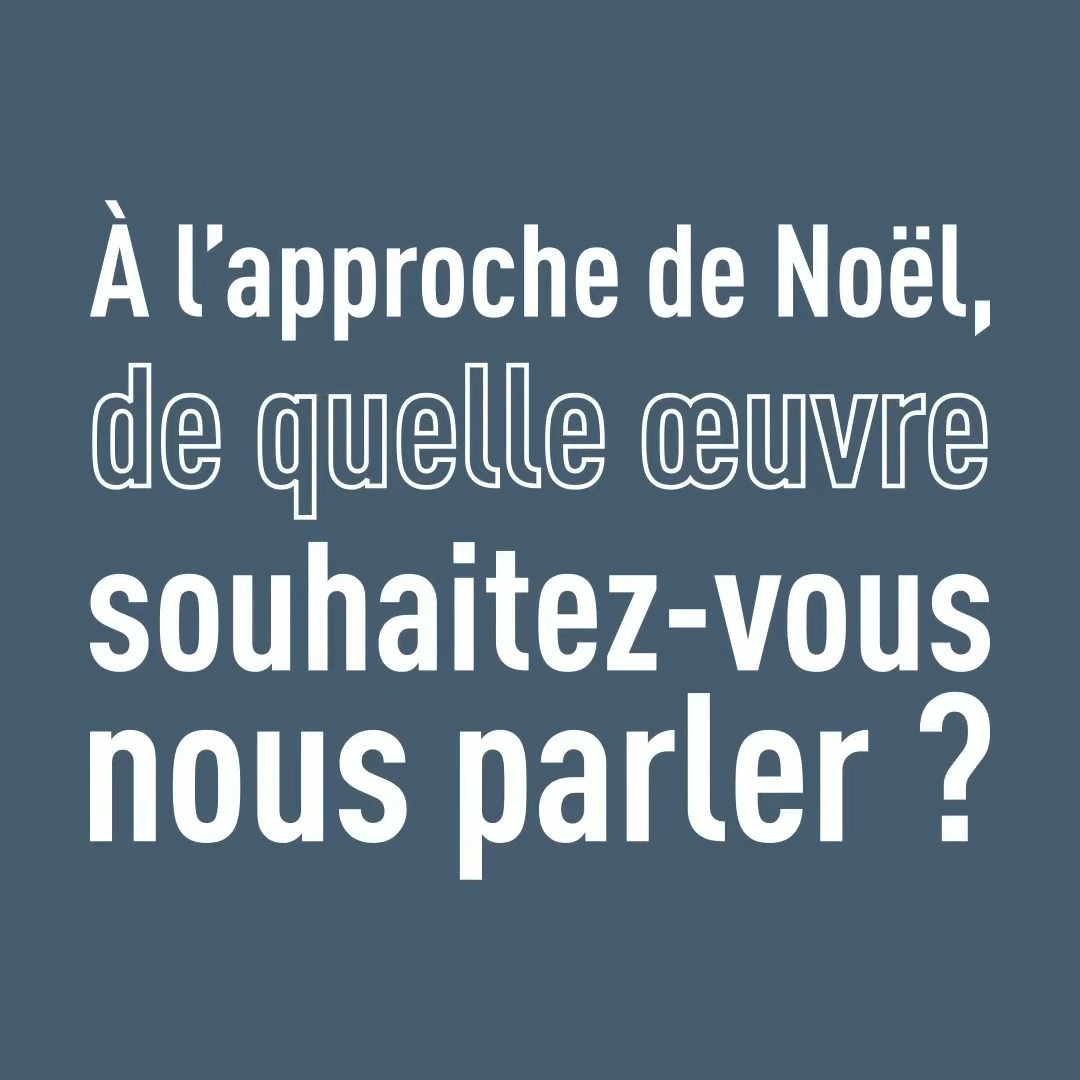 À l’approche de Noël,
de quelle œuvre
souhaitez-vous
nous parler ?